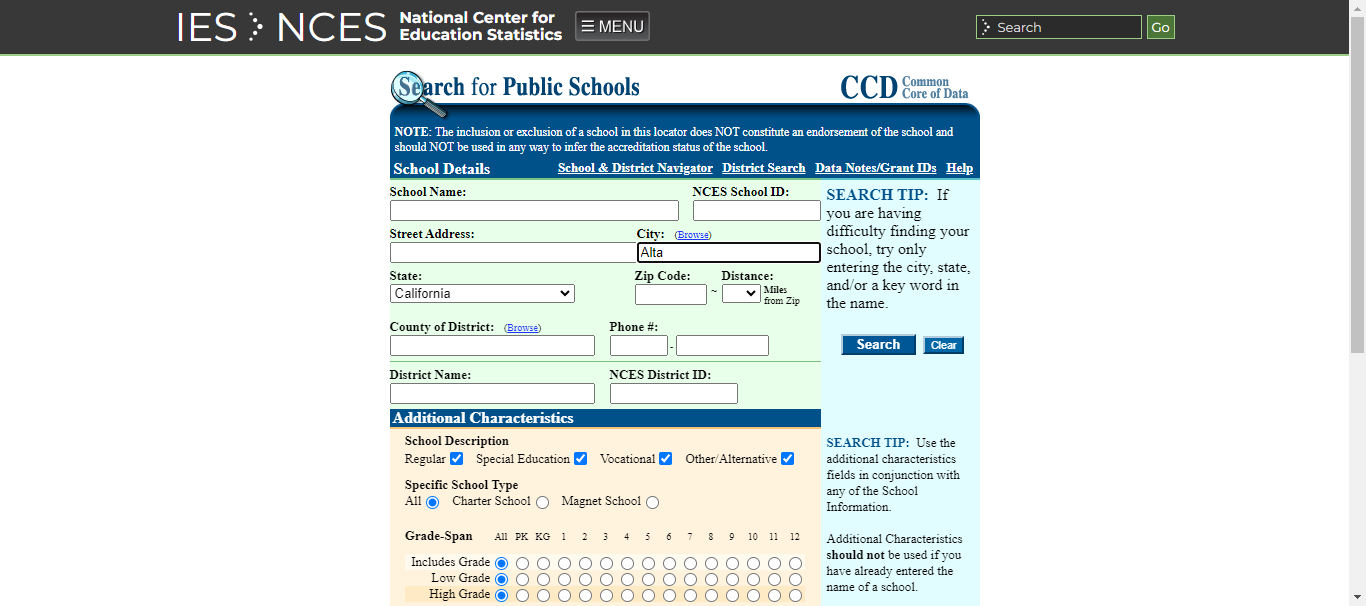 IES NCES National Center for Education Statistics
☰ MENU
Search
Go
Search for Public Schools
CCD Common Core of Data
NOTE: The inclusion or exclusion of a school in this locator does NOT constitute an endorsement of the school and
should NOT be used in any way to infer the accreditation status of the school.
School Details
School & District Navigator
District Search
Data Notes/Grant IDs
Help
School Name:
NCES School ID:
Street Address:
City: (Browse)
Alta
State:
California
Zip Code:
~
Distance:
Miles
from Zip
County of District: (Browse)
Phone #:
-
District Name:
NCES District ID:
SEARCH TIP: If
you are having
difficulty finding your
school, try only
entering the city, state,
and/or a key word in
the name.
Search
Clear
Additional Characteristics
School Description
Regular
Special Education
Vocational
Other/Alternative
Specific School Type
All
Charter School
Magnet School
Grade-Span All PK KG 1 2 3 4 5 6 7 8 9 10 11 12
Includes Grade
Low Grade
High Grade
SEARCH TIP: Use the
additional characteristics
fields in conjunction with
any of the School
Information.
Additional Characteristics
should not be used if you
have already entered the
name of a school.